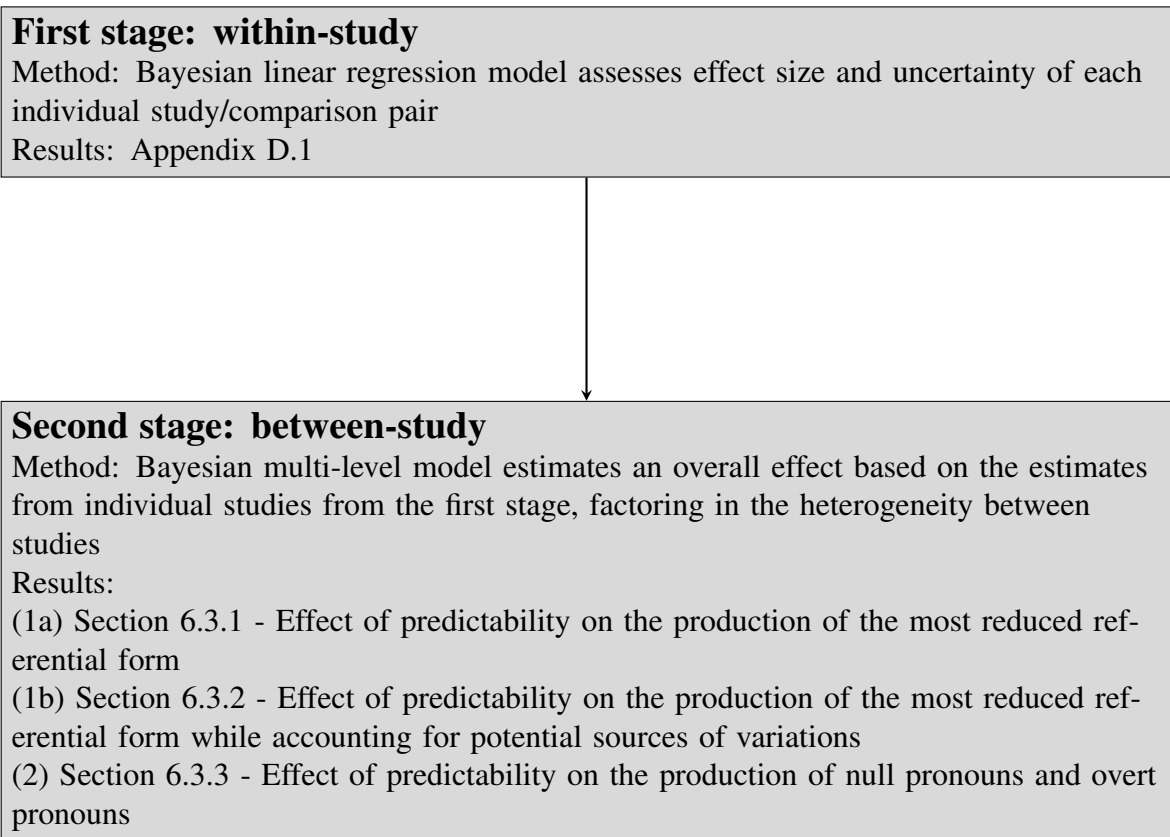 First stage: within-study
Method: Bayesian linear regression model assesses effect size and uncertainty of each
individual study/comparison pair
Results: Appendix D.1
Second stage: between-study
Method: Bayesian multi-level model estimates an overall effect based on the estimates
from individual studies from the first stage, factoring in the heterogeneity between
studies
Results:
(1a) Section 6.3.1 - Effect of predictability on the production of the most reduced ref-
erential form
(1b) Section 6.3.2 - Effect of predictability on the production of the most reduced ref-
erential form while accounting for potential sources of variations
(2) Section 6.3.3 - Effect of predictability on the production of null pronouns and overt
pronouns